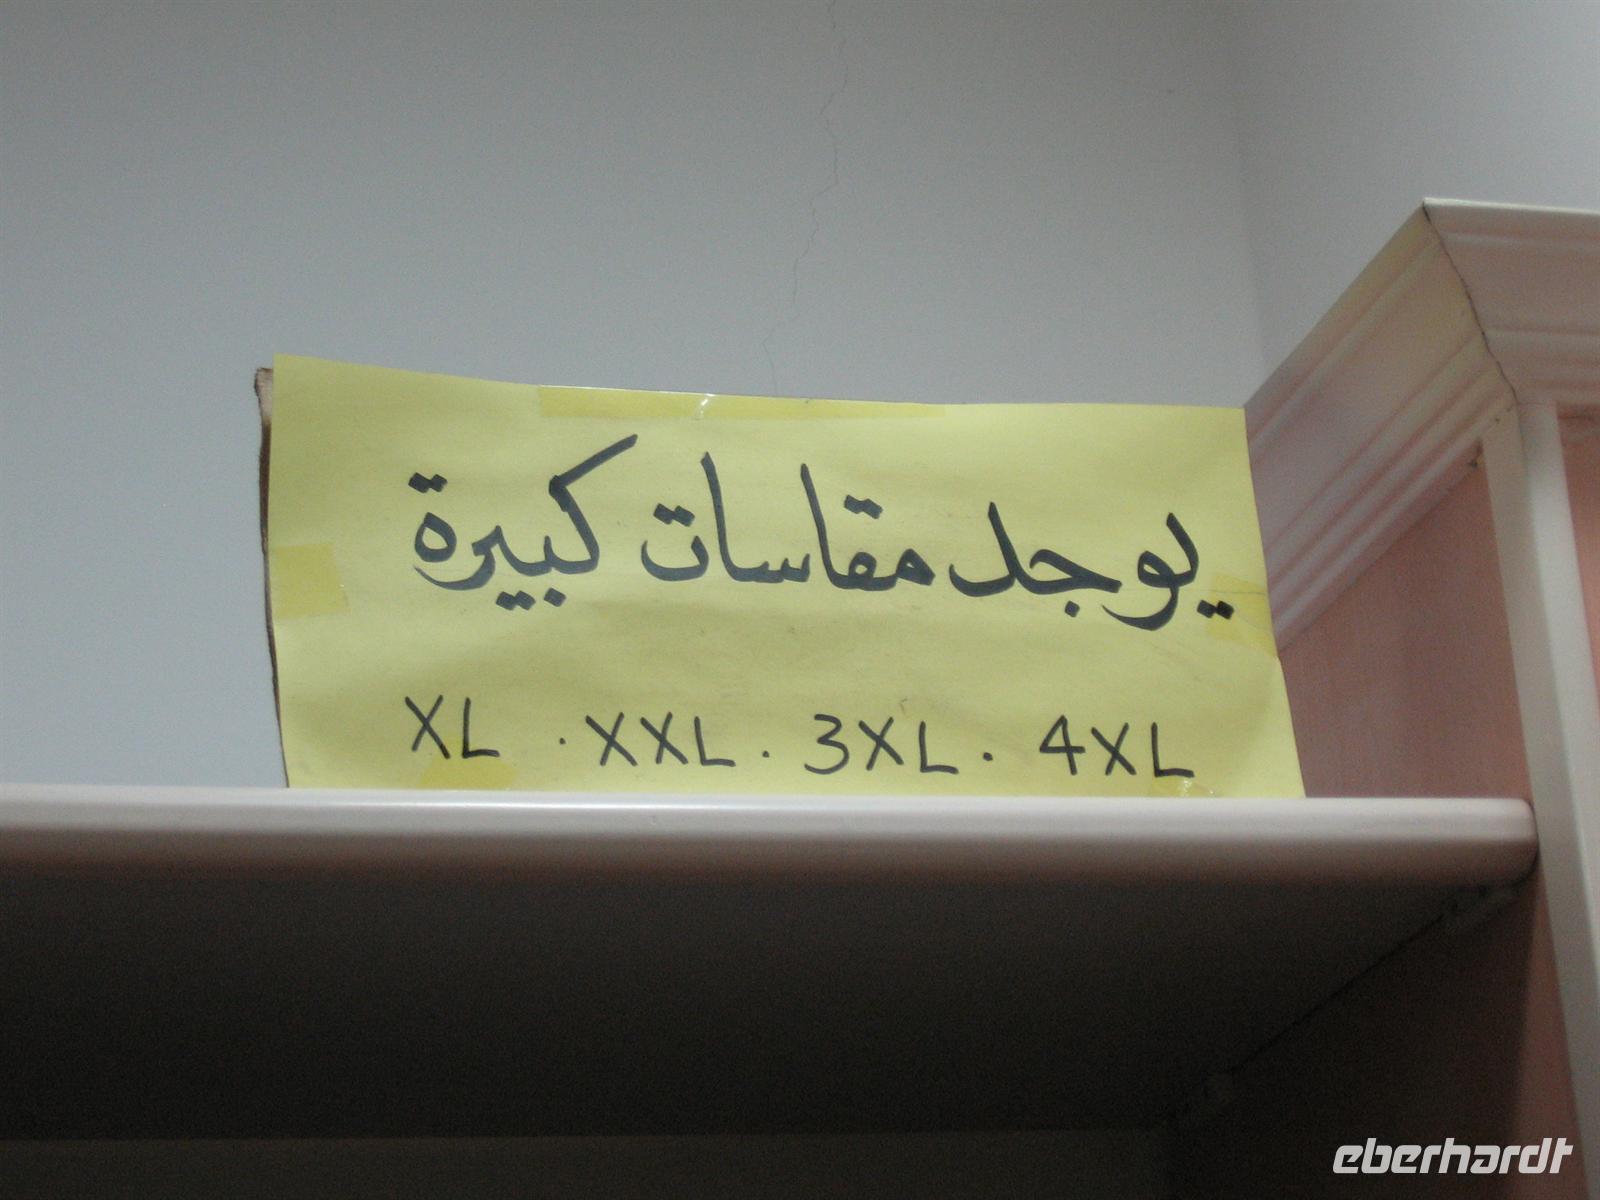 يوجد مقاسات كبيرة
XL . XXL . 3XL . 4XL
eberhardt